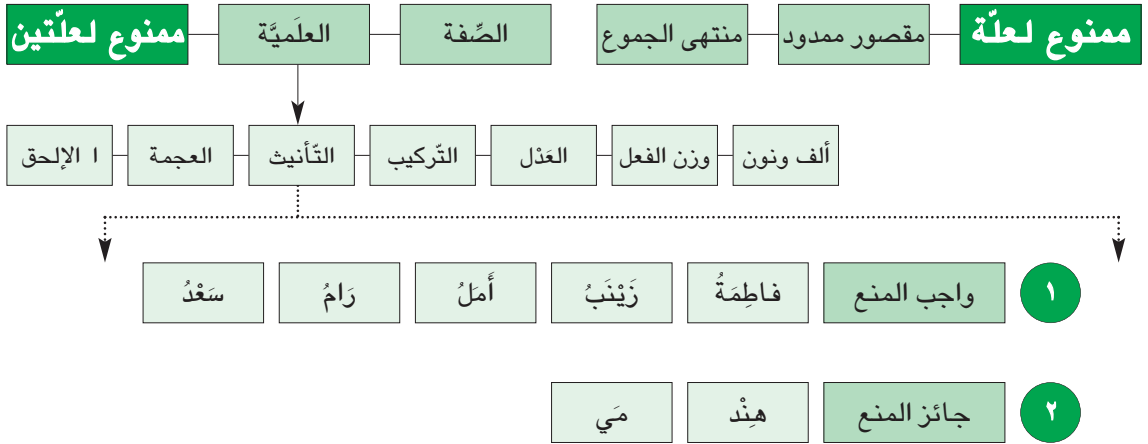 ممنوع لعلّة مقصور ممدود منتهى الجموع الصِّفة العلَميَّة ممنوع لعلّتين
ألف ونون وزن الفعل العَدْل التّركيب التّأنيث العجمة ا الإلحق
١ واجب المنع فاطِمَةُ زَيْنَبُ أَمَلُ رَامُ سَعْدُ
٢ جائز المنع هِنْد مَي